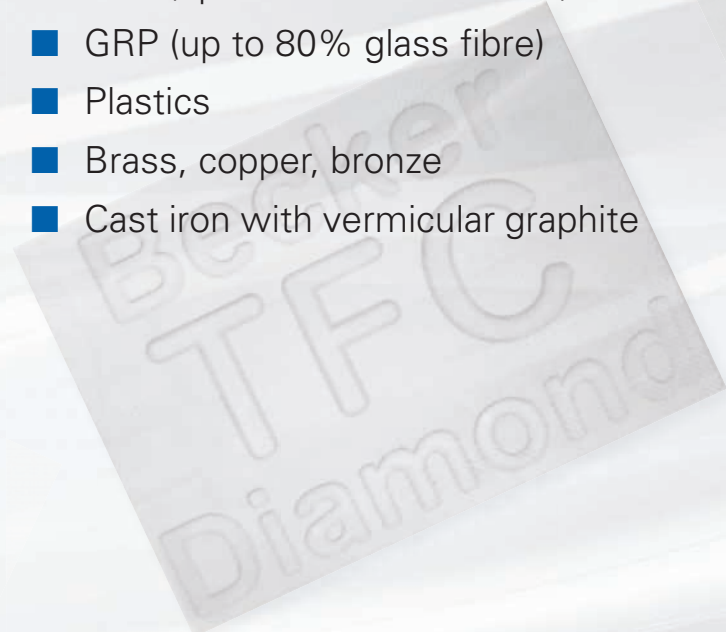 GRP (up to 80% glass fibre)
Plastics
Brass, copper, bronze
Cast iron with vermicular graphite
Becker
TFC
Diamond